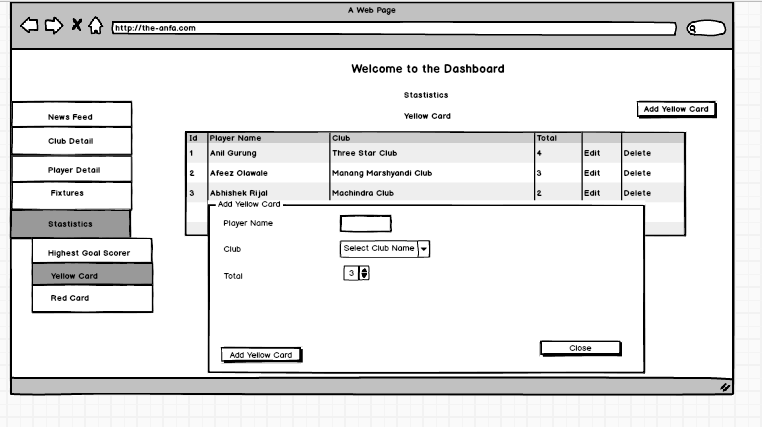 A Web Page
http://the-anfa.com
Welcome to the Dashboard
Stastistics
Yellow Card
Add Yellow Card
News Feed
Club Detail
Player Detail
Fixtures
Stastistics
Highest Goal Scorer
Yellow Card
Red Card
Id Player Name Club Total
1 Anil Gurung Three Star Club 4 Edit Delete
2 Afeez Olawale Manang Marshyandi Club 3 Edit Delete
3 Abhishek Rijal Machindra Club 2 Edit Delete
Add Yellow Card
Player Name
Club Select Club Name
Total 3
Add Yellow Card Close